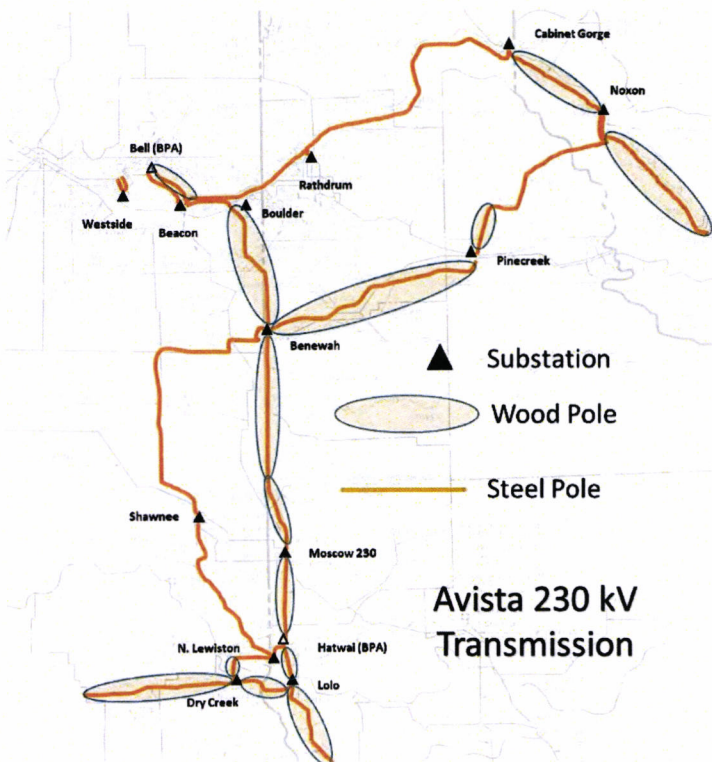 Cabinet Gorge
Noxon
Bell (BPA)
Rathdrum
Westside
Beacon
Boulder
Pinecreek
Benewah
Substation
Wood Pole
Steel Pole
Shawnee
Moscow 230
Avista 230 kV
Transmission
N. Lewiston
Hatwai (BPA)
Dry Creek
Lolo